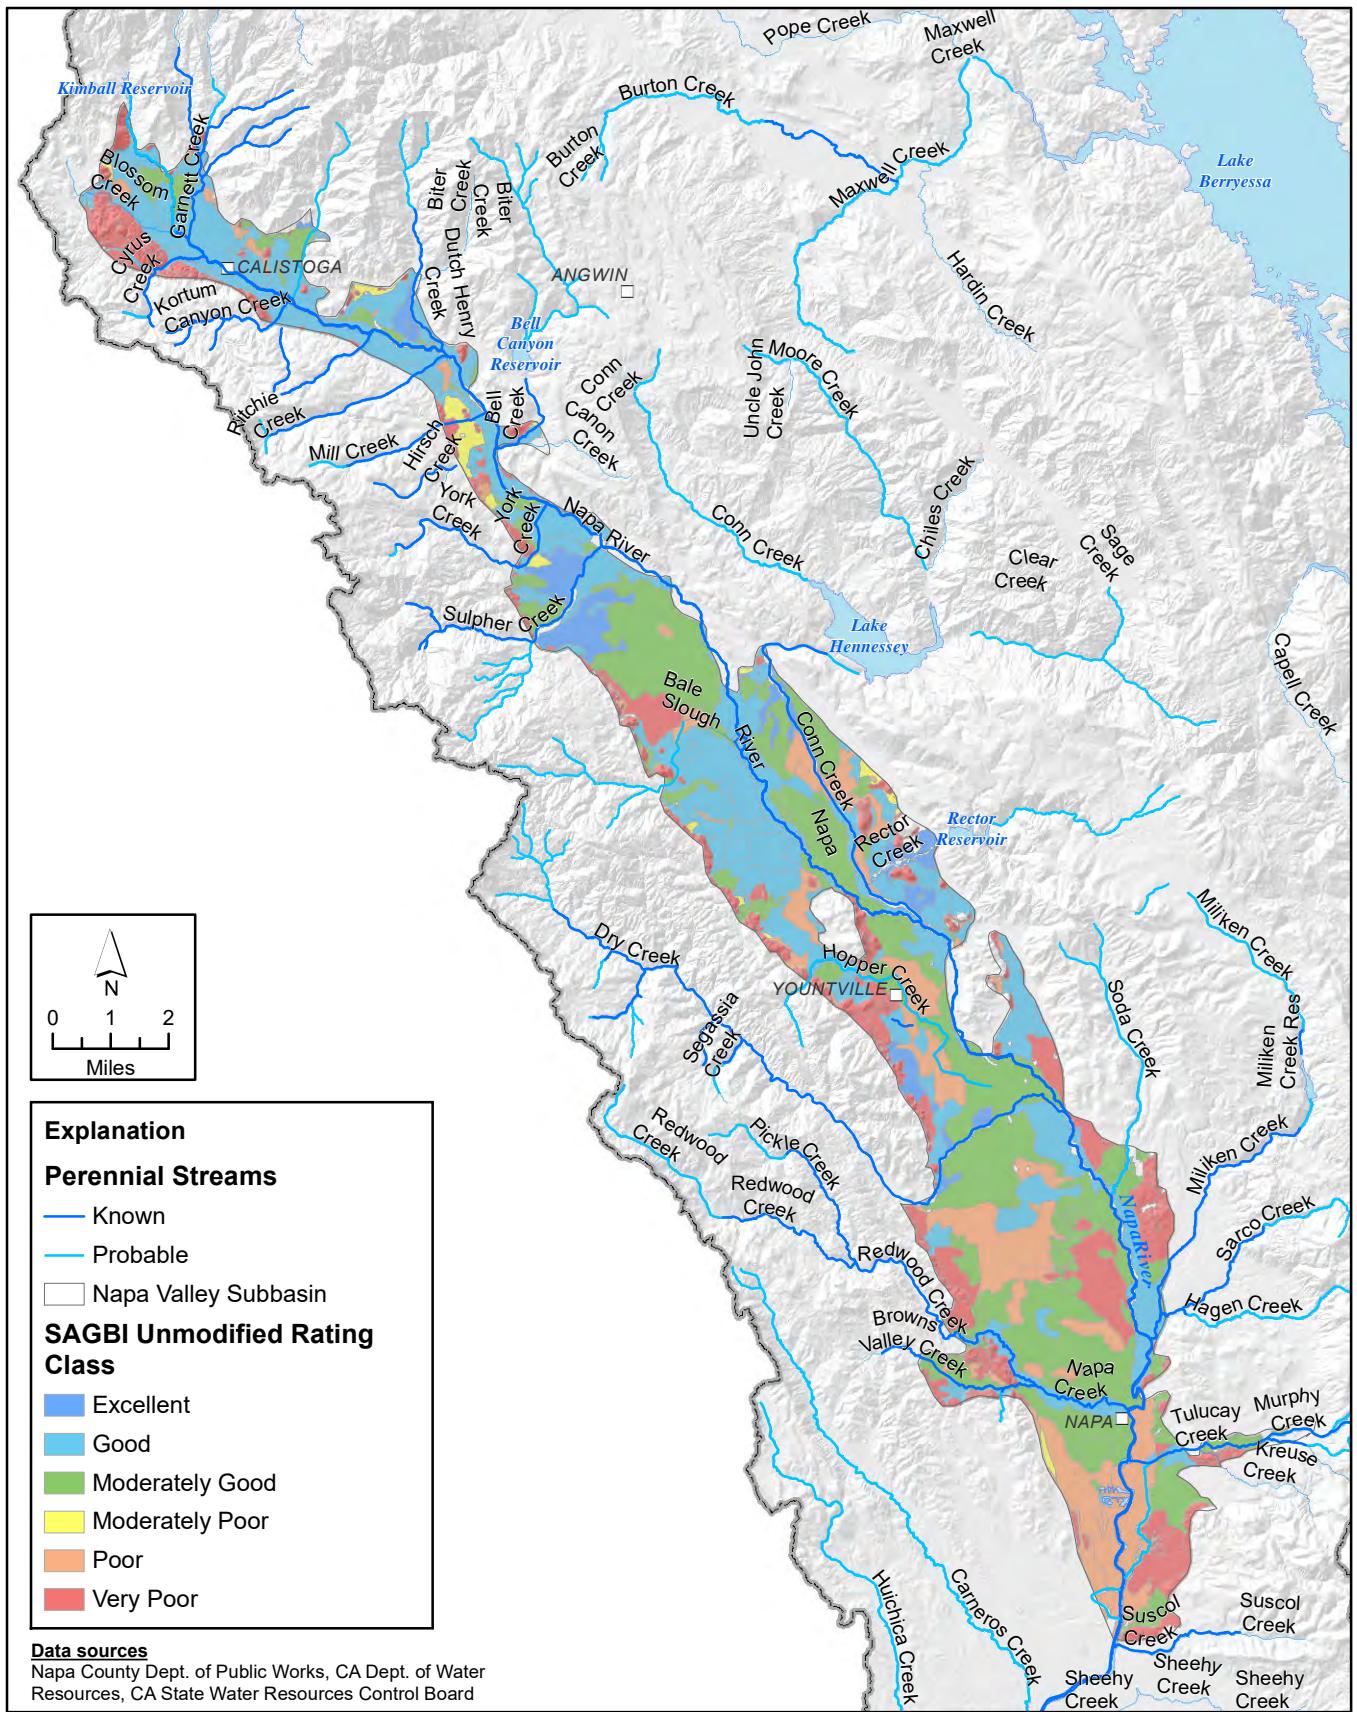 Pope Creek
Maxwell
Creek
Kimball Reservoir
Burton Creek
Garnett Creek
Blossom
Creek
Burton
Creek
Maxwell Creek
Lake
Berryessa
Biter
Creek
Biter
Creek
Cyrus
Creek
CALISTOGA
Dutch Henry
Creek
ANGWIN
Hardin Creek
Kortum
Canyon Creek
Bell
Canyon
Reservoir
Conn
Creek
Uncle John
Creek
Moore Creek
Ritchie
Creek
Bell
Creek
Canon
Creek
Mill Creek
Hirsch
Creek
York
Creek
York
Creek
Napa River
Conn Creek
Chiles Creek
Sage
Creek
Clear
Creek
Sulpher Creek
Lake
Hennessey
Capell Creek
Bale
Slough
River
Conn Creek
Napa
Rector
Creek
Rector
Reservoir
Dry Creek
Hopper Creek
YOUNTVILLE
Miliken Creek
Soda Creek
Miliken
Creek Res
Segassia
Creek
Redwood
Creek
Pickle Creek
Redwood
Creek
Miliken Creek
NapaRiver
Sarco Creek
Redwood Creek
Hagen Creek
Browns
Valley Creek
Napa
Creek
NAPA
Tulucay
Creek
Murphy
Creek
Kreuse
Creek
Huichica Creek
Carneros Creek
Suscol
Creek
Suscol
Creek
Sheehy
Creek
Sheehy
Creek
Sheehy
Creek
N
0 1 2
Miles
Explanation
Perennial Streams
Known
Probable
Napa Valley Subbasin
SAGBI Unmodified Rating
Class
Excellent
Good
Moderately Good
Moderately Poor
Poor
Very Poor
Data sources
Napa County Dept. of Public Works, CA Dept. of Water
Resources, CA State Water Resources Control Board